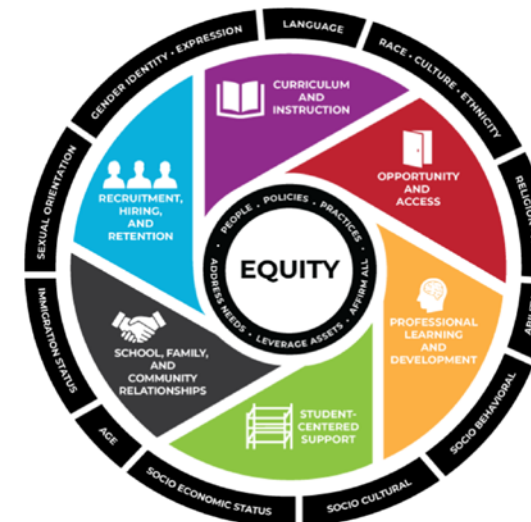 LANGUAGE
RACE • CULTURE • ETHNICITY
RELIGION
SOCIO BEHAVIORAL
SOCIO CULTURAL
SOCIO ECONOMIC STATUS
AGE
IMMIGRATION STATUS
SEXUAL ORIENTATION
GENDER IDENTITY • EXPRESSION
CURRICULUM
AND
INSTRUCTION
OPPORTUNITY
AND
ACCESS
PROFESSIONAL
LEARNING
AND
DEVELOPMENT
STUDENT-
CENTERED
SUPPORT
SCHOOL, FAMILY,
AND
COMMUNITY
RELATIONSHIPS
RECRUITMENT,
HIRING,
AND
RETENTION
• PEOPLE • POLICIES • PRACTICES •
ADDRESS NEEDS • LEVERAGE ASSETS • AFFIRM ALL
EQUITY